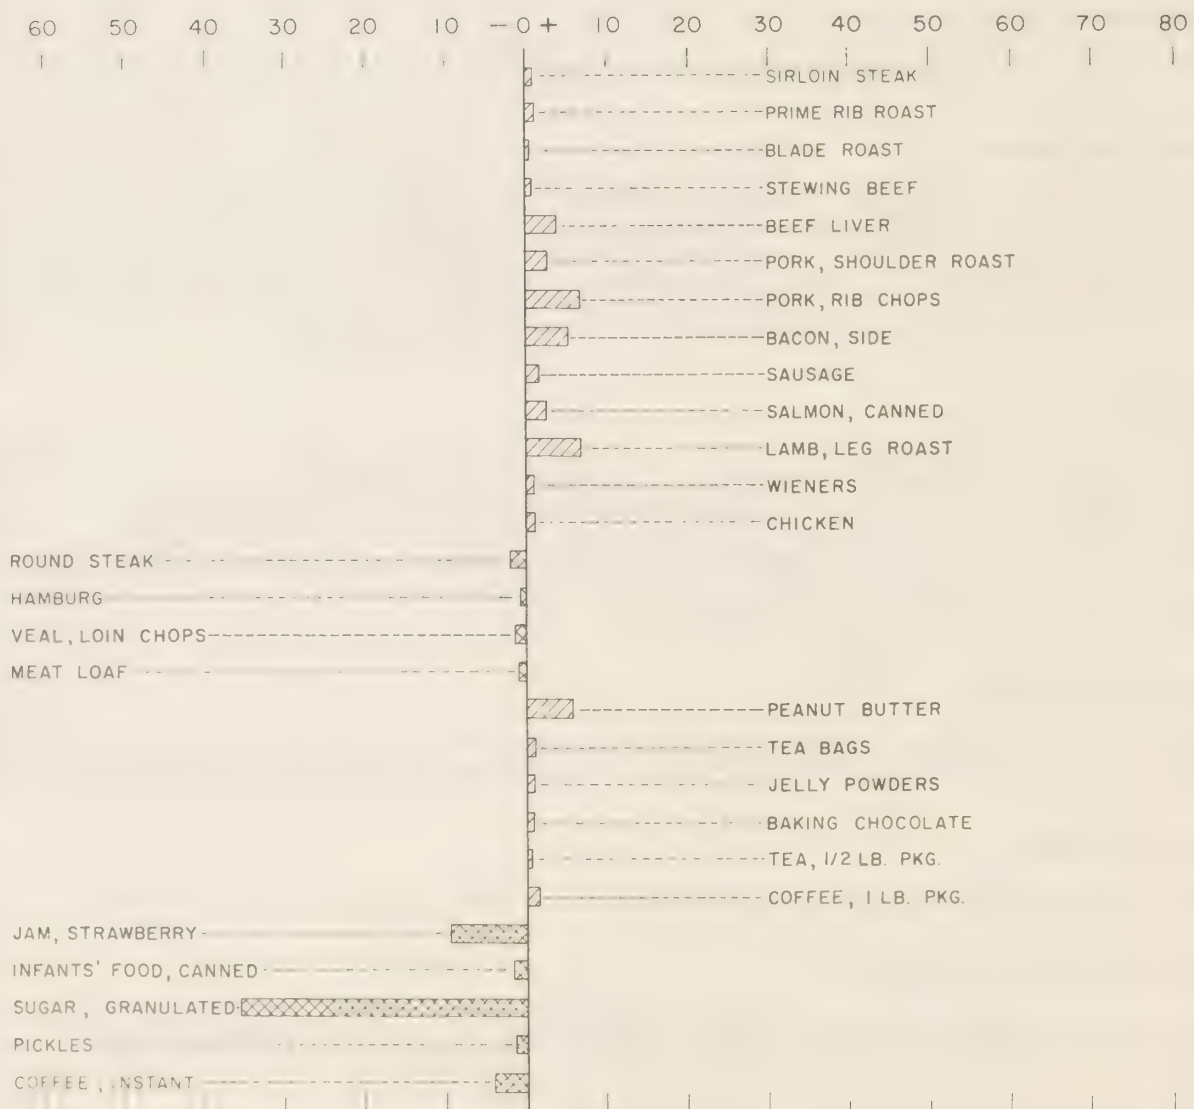 60 50 40 30 20 10 — 0 + 10 20 30 40 50 60 70 80
SIRLOIN STEAK
PRIME RIB ROAST
BLADE ROAST
STEWING BEEF
BEEF LIVER
PORK, SHOULDER ROAST
PORK, RIB CHOPS
BACON, SIDE
SAUSAGE
SALMON, CANNED
LAMB, LEG ROAST
WIENERS
CHICKEN
ROUND STEAK
HAMBURG
VEAL, LOIN CHOPS
MEAT LOAF
PEANUT BUTTER
TEA BAGS
JELLY POWDERS
BAKING CHOCOLATE
TEA, 1/2 LB. PKG.
COFFEE, 1 LB. PKG.
JAM, STRAWBERRY
INFANTS' FOOD, CANNED
SUGAR, GRANULATED
PICKLES
COFFEE, INSTANT